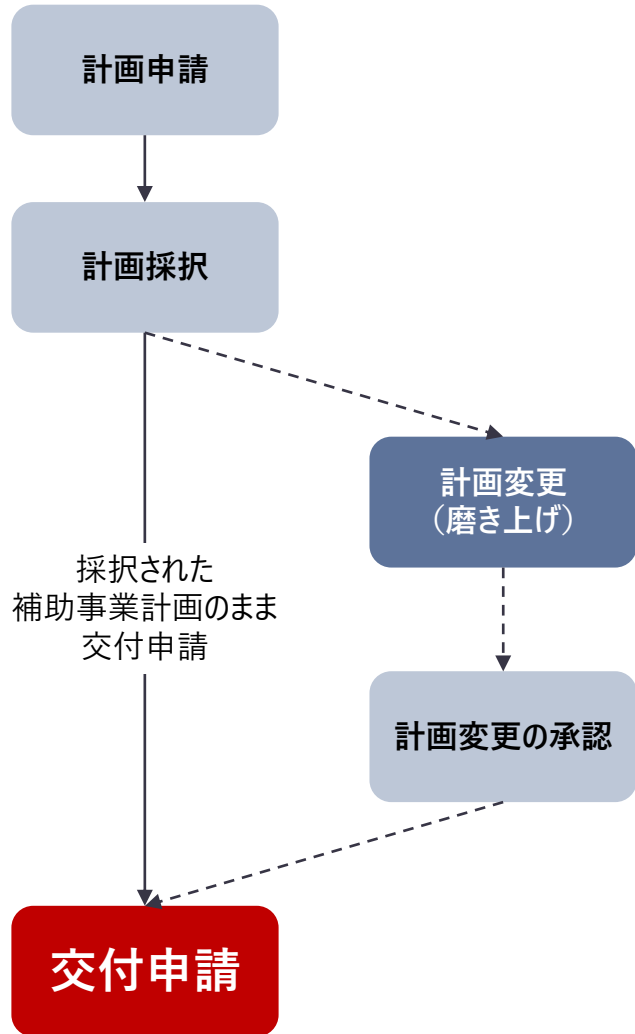 計画申請
計画採択
計画変更
（磨き上げ）
採択された
補助事業計画のまま
交付申請
計画変更の承認
交付申請